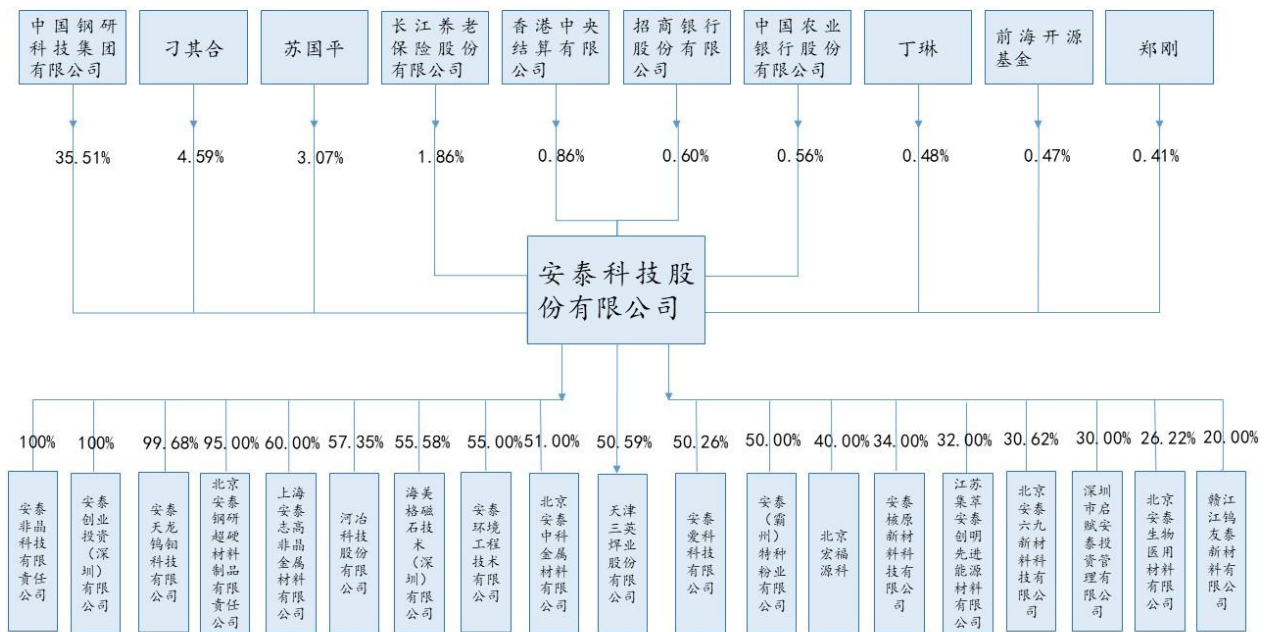 中国钢研
科技集团
有限公司
刁其合
苏国平
长江养老
保险股份
有限公司
香港中央
结算有限
公司
招商银行
股份有限
公司
中国农业
银行股份
有限公司
丁琳
前海开源
基金
郑刚
35.51%
4.59%
3.07%
1.86%
0.86%
0.60%
0.56%
0.48%
0.47%
0.41%
安泰科技股
份有限公司
100%
100%
99.68%
95.00%
60.00%
57.35%
55.58%
55.00%
51.00%
50.59%
50.26%
50.00%
40.00%
34.00%
32.00%
30.62%
30.00%
26.22%
20.00%
安泰
非晶
科技
有限
责任
公司
安泰
创业
投资
（深
圳）
有限
公司
安泰
天龙
钨钼
科技
有限
公司
北京
安泰
钢研
超硬
材料
制品
有限
责任
公司
上海
安泰
志高
非晶
金属
材料
有限
公司
河冶
科技
股份
有限
公司
海美
格磁
石技
术
（深
圳）
有限
公司
安泰
环境
工程
技术
有限
公司
北京
安泰
中科
金属
材料
有限
公司
天津
三英
焊业
股份
有限
公司
安泰
爱科
科技
有限
公司
安泰
（霸
州）
特种
粉业
有限
公司
北京
宏福
源科
安泰
核原
新材
料科
技有
限公
司
江苏
集萃
安泰
创明
先进
能源
材料
有限
公司
北京
安泰
六九
新材
料科
技有
限公
司
深圳
市启
赋安
泰投
资管
理有
限公
司
北京
安泰
生物
医用
材料
有限
公司
赣江
江钨
友泰
新材
料有
限公
司